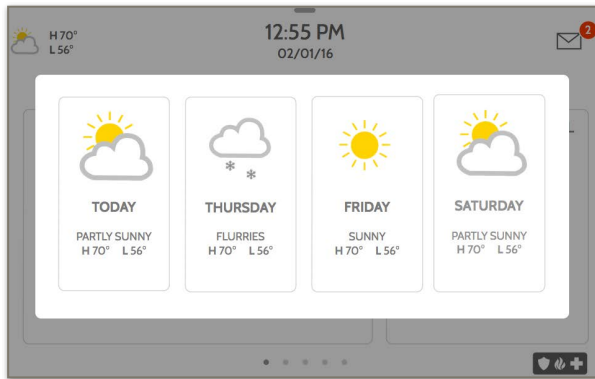 H 70°
L 56°
12:55 PM
02/01/16
2
TODAY
PARTLY SUNNY
H 70° L 56°
THURSDAY
FLURRIES
H 70° L 56°
FRIDAY
SUNNY
H 70° L 56°
SATURDAY
PARTLY SUNNY
H 70° L 56°